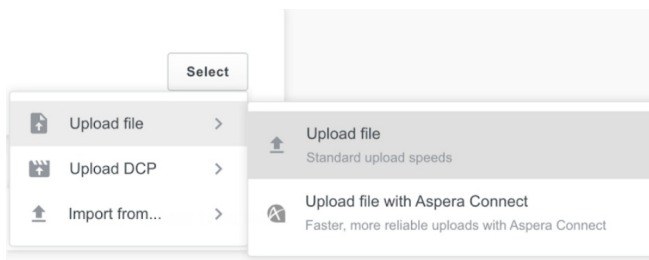 Select
Upload file
Upload DCP
Import from...
Upload file
Standard upload speeds
Upload file with Aspera Connect
Faster, more reliable uploads with Aspera Connect